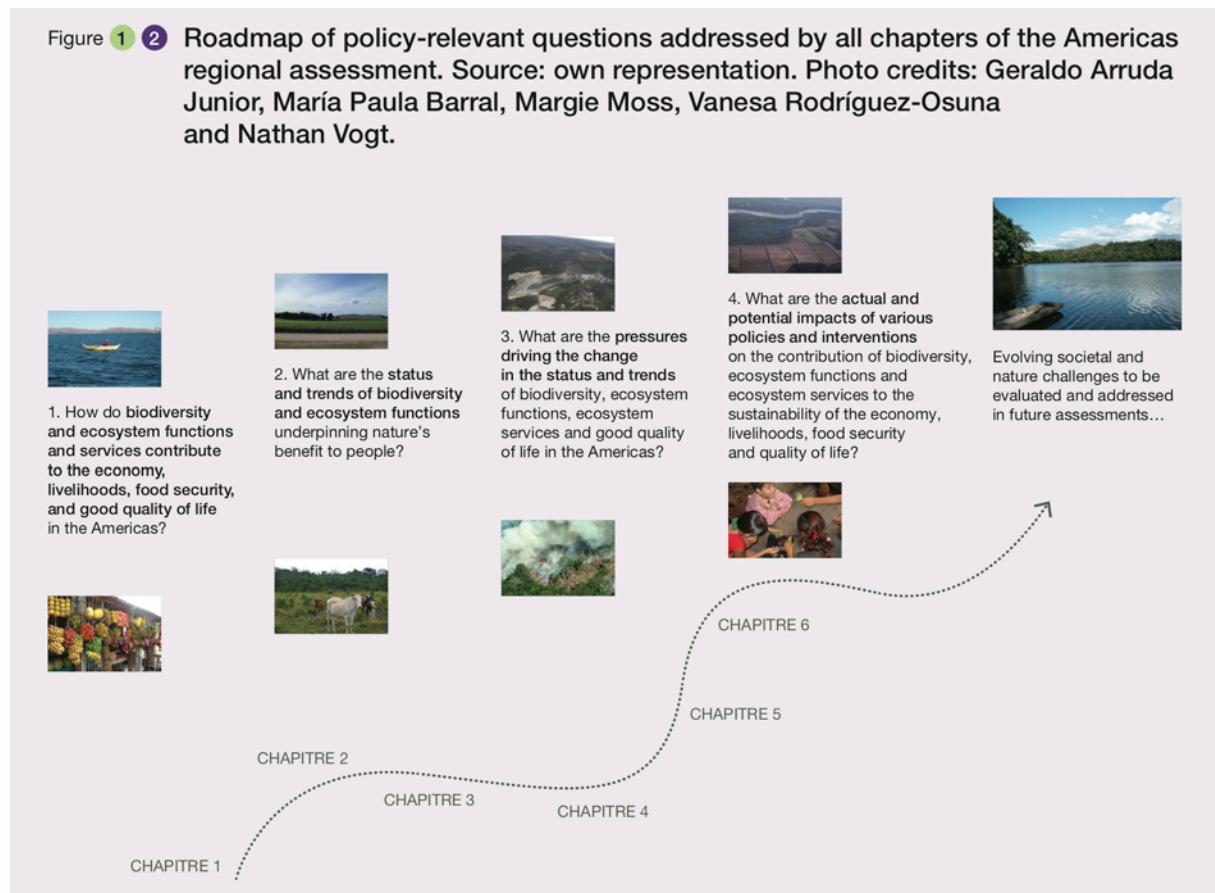 Figure 1 2 Roadmap of policy-relevant questions addressed by all chapters of the Americas
regional assessment. Source: own representation. Photo credits: Geraldo Arruda
Junior, María Paula Barral, Margie Moss, Vanesa Rodríguez-Osuna
and Nathan Vogt.
1. How do biodiversity
and ecosystem functions
and services contribute
to the economy,
livelihoods, food security,
and good quality of life
in the Americas?
2. What are the status
and trends of biodiversity
and ecosystem functions
underpinning nature's
benefit to people?
3. What are the pressures
driving the change
in the status and trends
of biodiversity, ecosystem
functions, ecosystem
services and good quality
of life in the Americas?
4. What are the actual and
potential impacts of various
policies and interventions
on the contribution of biodiversity,
ecosystem functions and
ecosystem services to the
sustainability of the economy,
livelihoods, food security
and quality of life?
Evolving societal and
nature challenges to be
evaluated and addressed
in future assessments…
CHAPITRE 1
CHAPITRE 2
CHAPITRE 3
CHAPITRE 4
CHAPITRE 5
CHAPITRE 6